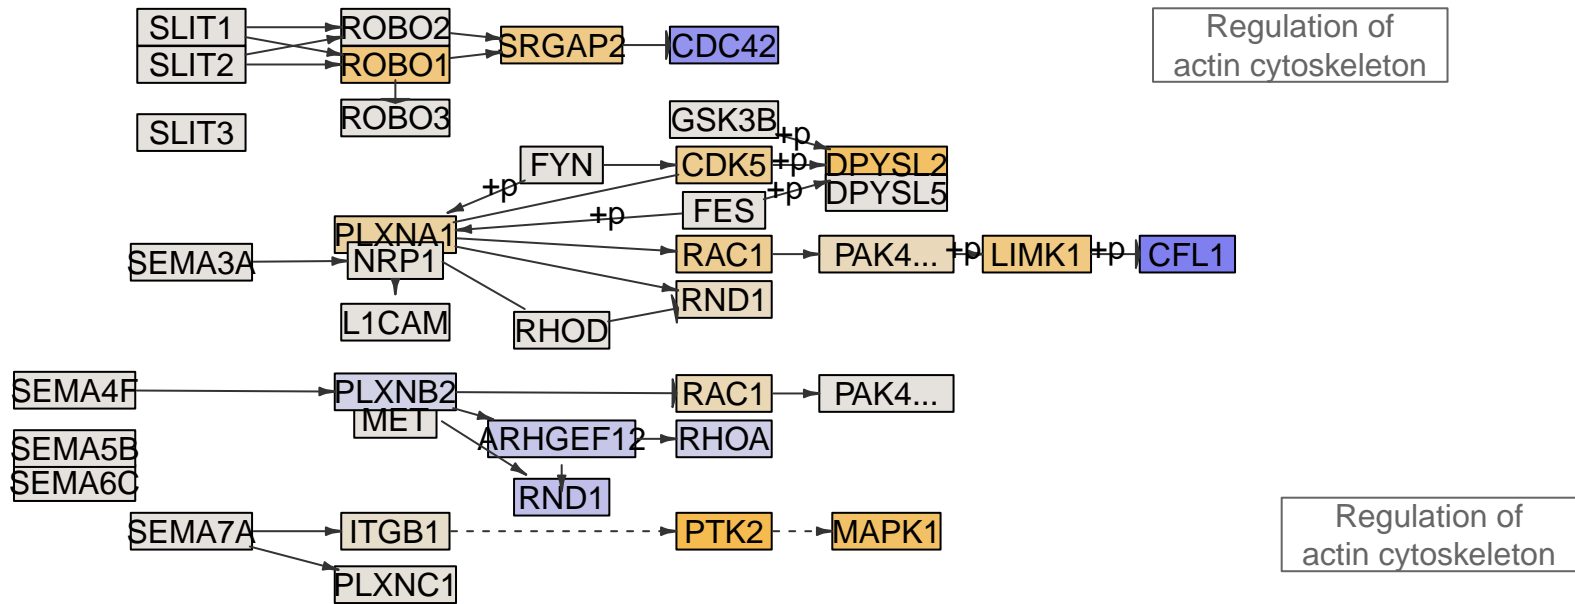 SLIT1
ROBO2
SRGAP2
CDC42
Regulation of
actin cytoskeleton
SLIT2
ROBO1
SLIT3
ROBO3
GSK3B
+p
FYN
CDK5
+p
DPYSL2
+p
+p
DPYSL5
PLXNA1
+p
FES
SEMA3A
NRP1
RAC1
PAK4...
+p
LIMK1
+p
CFL1
L1CAM
RHOD
RND1
SEMA4F
PLXNB2
RAC1
PAK4...
MET
SEMA5B
ARHGEF12
RHOA
SEMA6C
RND1
SEMA7A
ITGB1
PTK2
MAPK1
Regulation of
actin cytoskeleton
PLXNC1